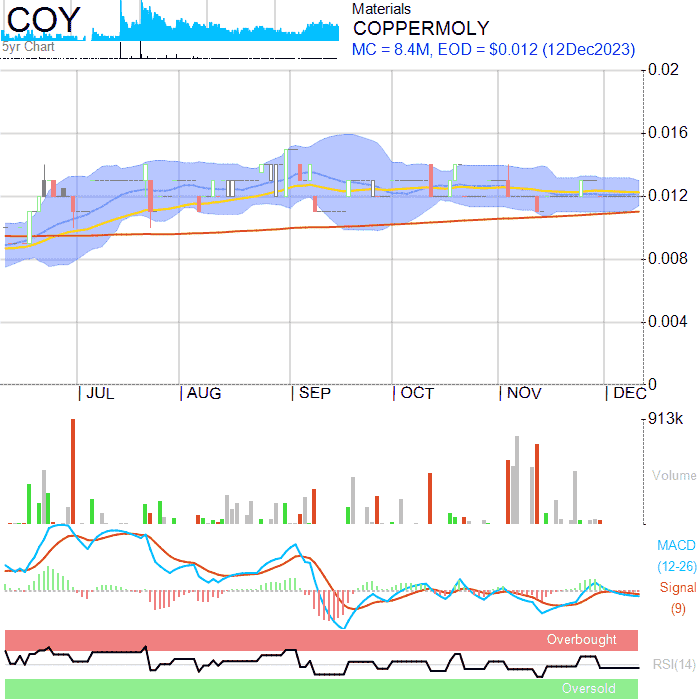 COY
5yr Chart
Materials
COPPERMOLY
MC = 8.4M, EOD = $0.012 (12Dec2023)
0.02
0.016
0.012
0.008
0.004
0
| JUL | AUG | SEP | OCT | NOV | DEC
913k
Volume
MACD
(12-26)
Signal
(9)
Overbought
RSI(14)
Oversold